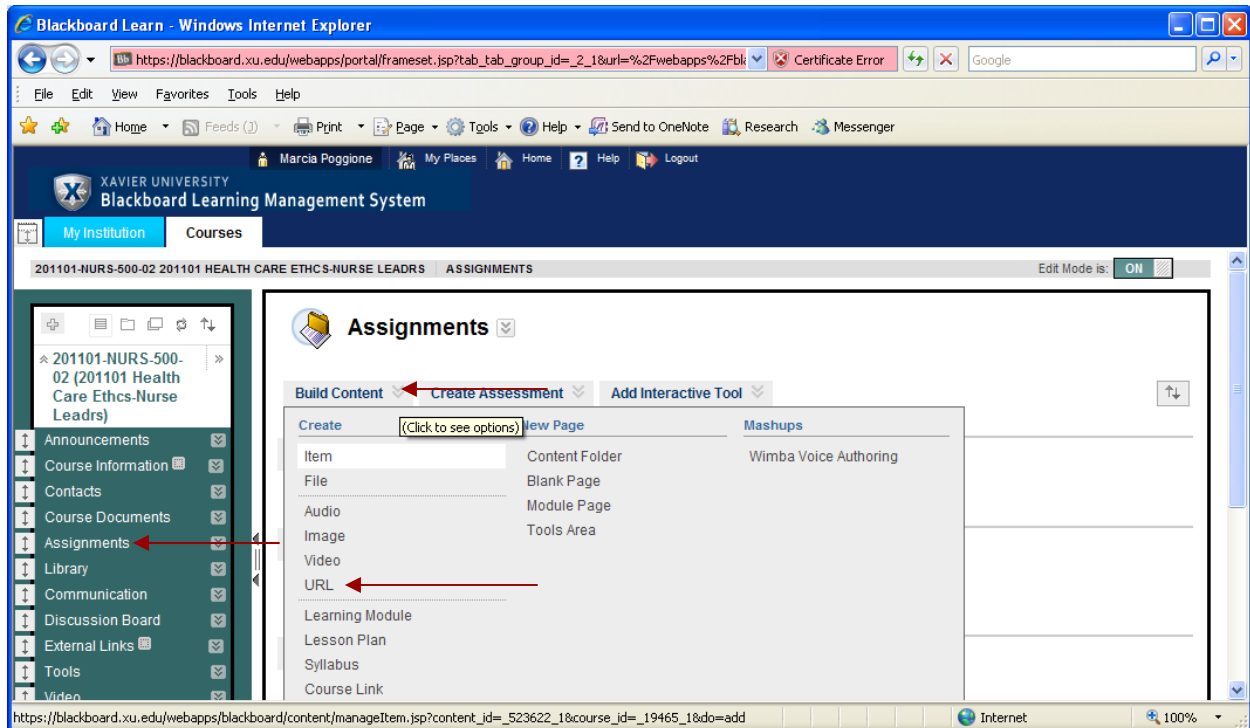 Blackboard Learn - Windows Internet Explorer
https://blackboard.xu.edu/webapps/portal/frameset.jsp?tab_tab_group_id=_2_1&url=%2Fwebapps%2Fbl
Certificate Error
Google
File Edit View Favorites Tools Help
Home Feeds (J) Print Page Tools Help Send to OneNote Research Messenger
Marcia Poggione My Places Home ? Help Logout
XAVIER UNIVERSITY
Blackboard Learning Management System
My Institution Courses
201101-NURS-500-02 201101 HEALTH CARE ETHCS-NURSE LEADRS ASSIGNMENTS
Edit Mode is: ON
201101-NURS-500-
02 (201101 Health
Care Ethcs-Nurse
Leadrs)
Announcements
Course Information
Contacts
Course Documents
Assignments
Library
Communication
Discussion Board
External Links
Tools
Video
Assignments
Build Content Create Assessment Add Interactive Tool
(Click to see options)
Create
Item
File
Audio
Image
Video
URL
Learning Module
Lesson Plan
Syllabus
Course Link
New Page
Content Folder
Blank Page
Module Page
Tools Area
Mashups
Wimba Voice Authoring
https://blackboard.xu.edu/webapps/blackboard/content/manageItem.jsp?content_id=_523622_1&course_id=_19465_1&do=add
Internet
100%